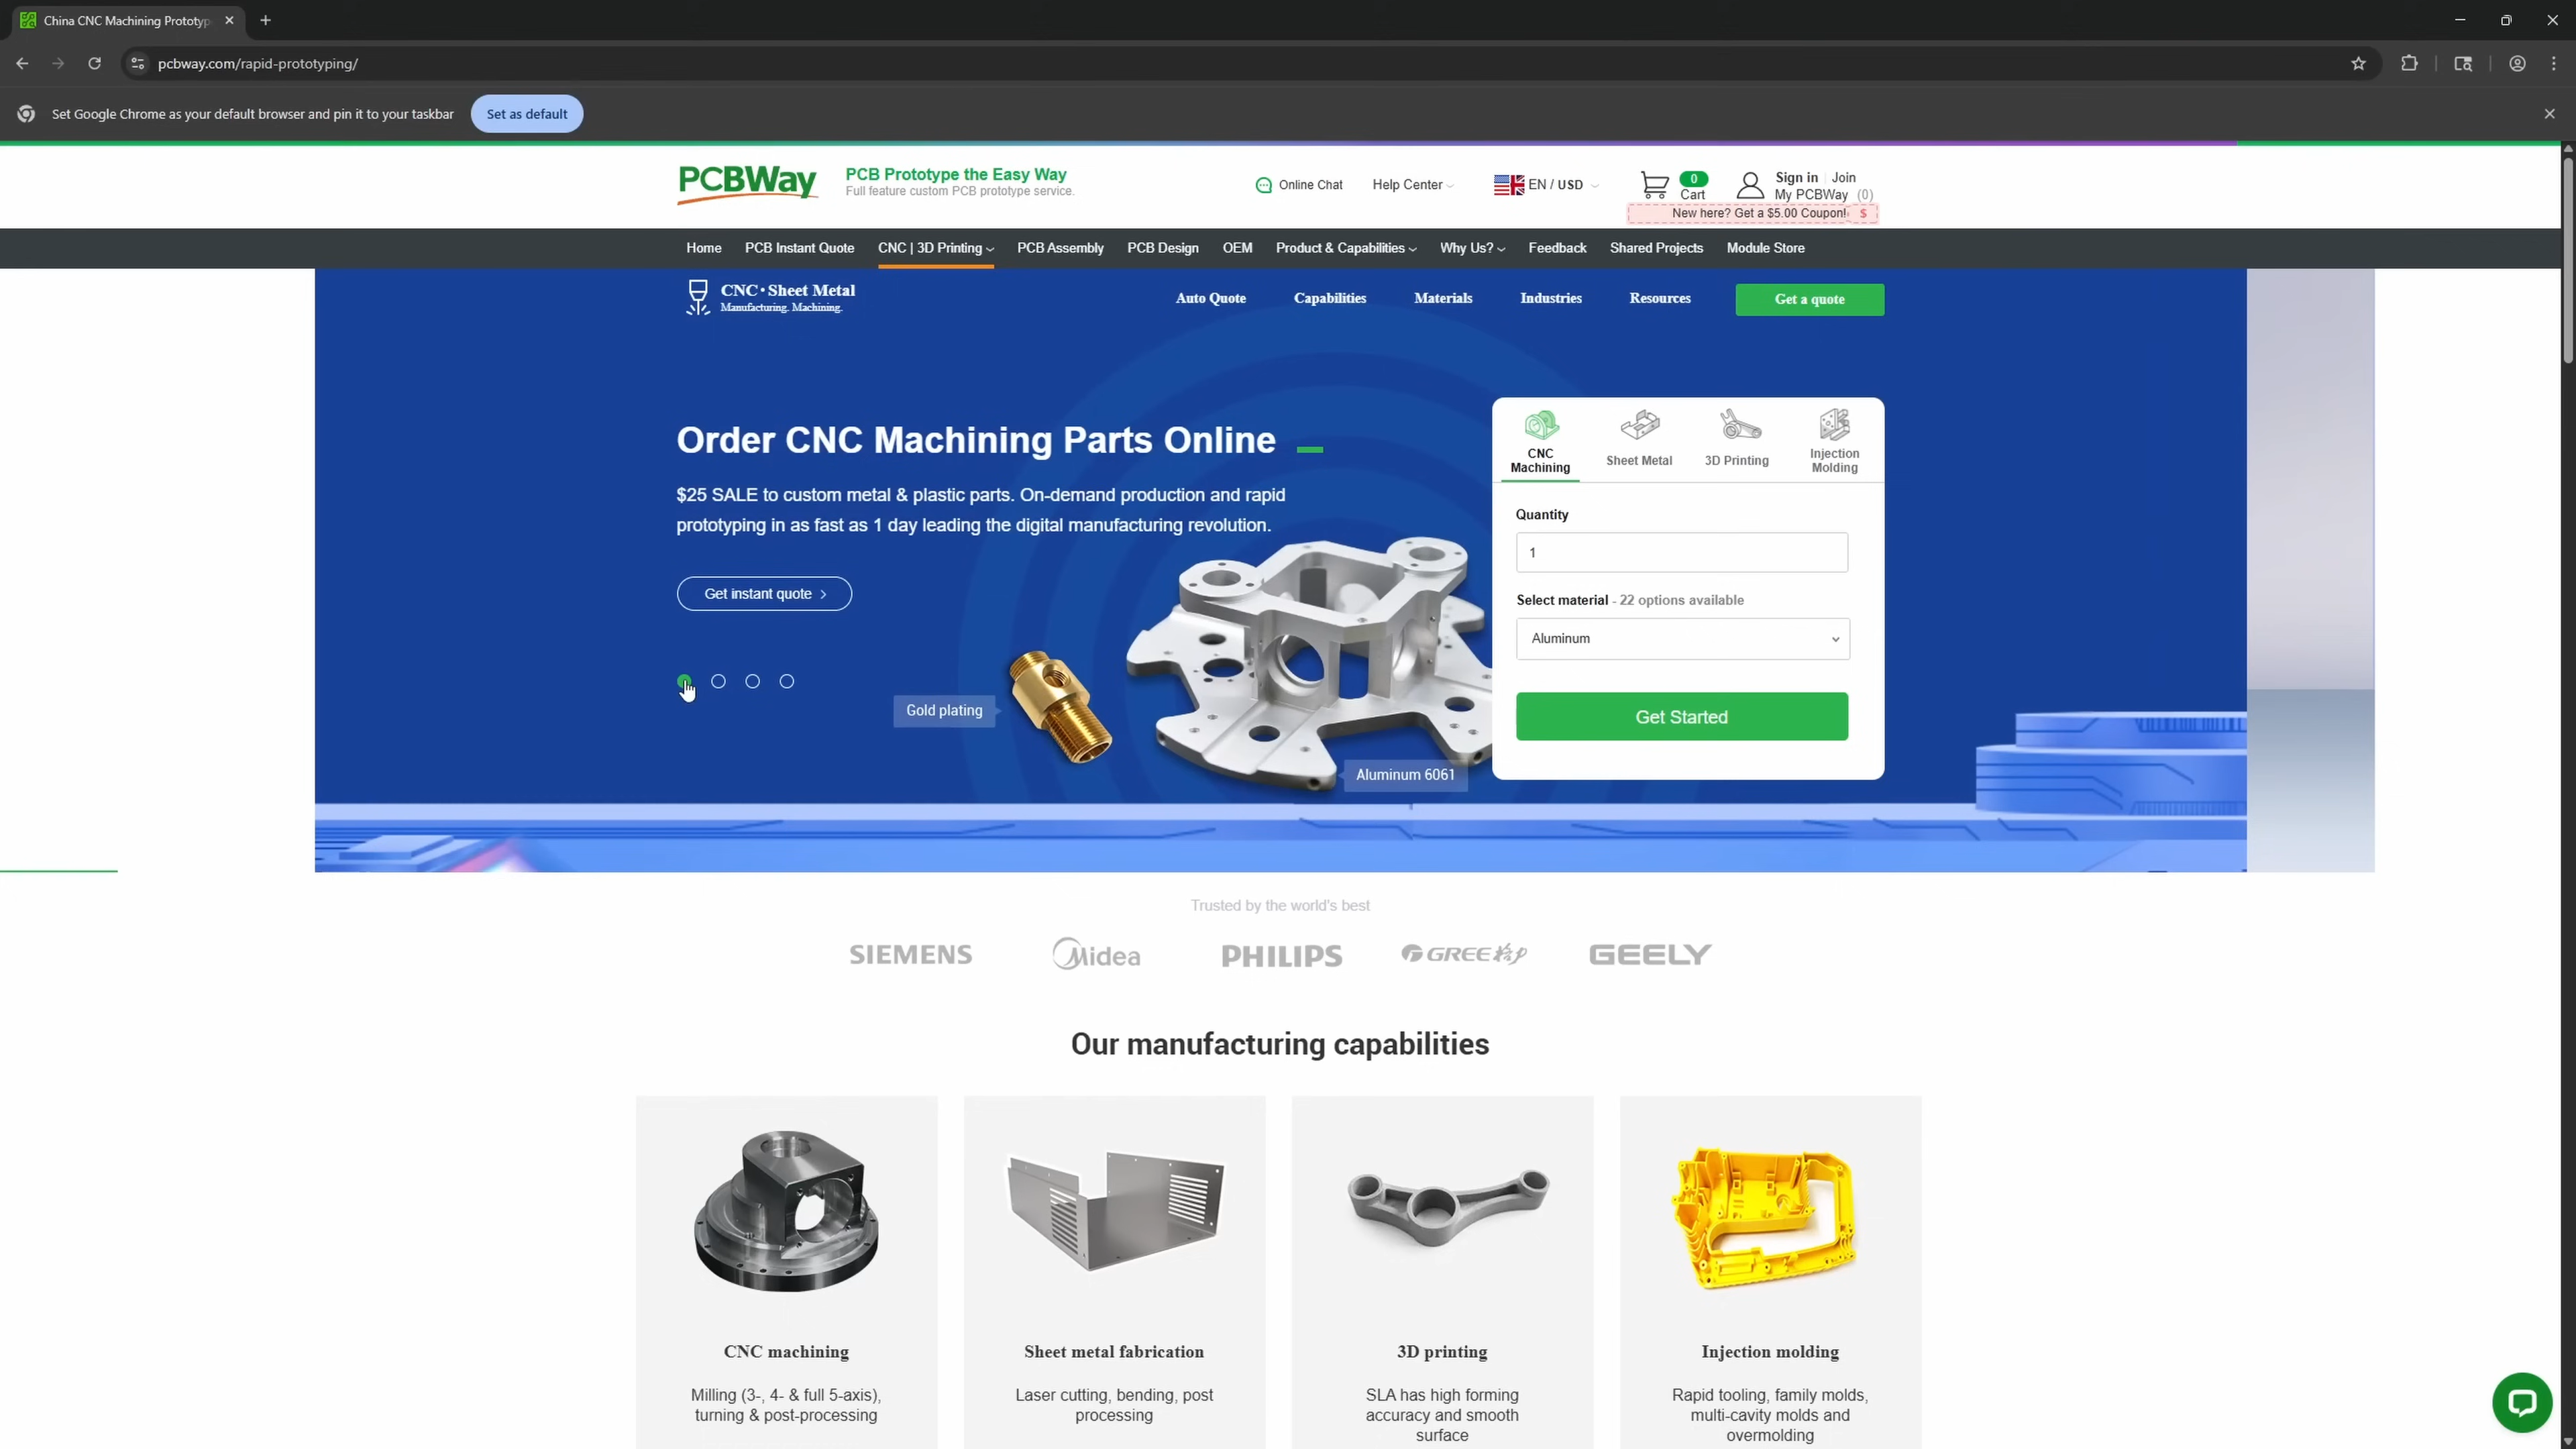 China CNC Machining Prototyp
pcbway.com/rapid-prototyping/
Set Google Chrome as your default browser and pin it to your taskbar
Set as default
PCBWay
PCB Prototype the Easy Way
Full feature custom PCB prototype service.
Online Chat
Help Center
EN / USD
0
Cart
Sign in
Join
My PCBWay (0)
New here? Get a $5.00 Coupon!
$
Home
PCB Instant Quote
CNC | 3D Printing
PCB Assembly
PCB Design
OEM
Product & Capabilities
Why Us?
Feedback
Shared Projects
Module Store
CNC · Sheet Metal
Manufacturing. Machining.
Auto Quote
Capabilities
Materials
Industries
Resources
Get a quote
Order CNC Machining Parts Online
$25 SALE to custom metal & plastic parts. On-demand production and rapid
prototyping in as fast as 1 day leading the digital manufacturing revolution.
Get instant quote >
Gold plating
Aluminum 6061
CNC
Machining
Sheet Metal
3D Printing
Injection
Molding
Quantity
1
Select material - 22 options available
Aluminum
Get Started
Trusted by the world's best
SIEMENS
Midea
PHILIPS
GREE格力
GEELY
Our manufacturing capabilities
CNC machining
Milling (3-, 4- & full 5-axis),
turning & post-processing
Sheet metal fabrication
Laser cutting, bending, post
processing
3D printing
SLA has high forming
accuracy and smooth
surface
Injection molding
Rapid tooling, family molds,
multi-cavity molds and
overmolding